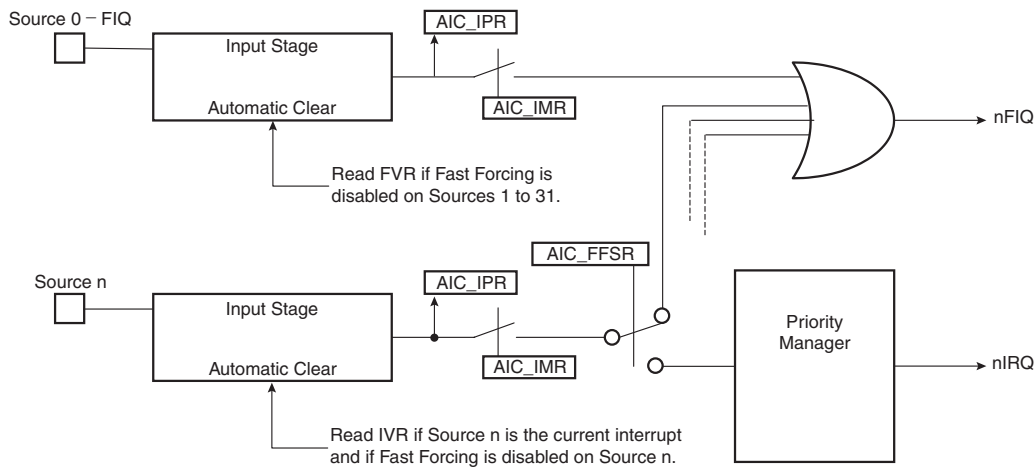 Source 0 – FIQ
AIC_IPR
Input Stage
Automatic Clear
AIC_IMR
nFIQ
Read FVR if Fast Forcing is
disabled on Sources 1 to 31.
AIC_FFSR
Source n
AIC_IPR
Input Stage
Priority
Manager
Automatic Clear
AIC_IMR
nIRQ
Read IVR if Source n is the current interrupt
and if Fast Forcing is disabled on Source n.